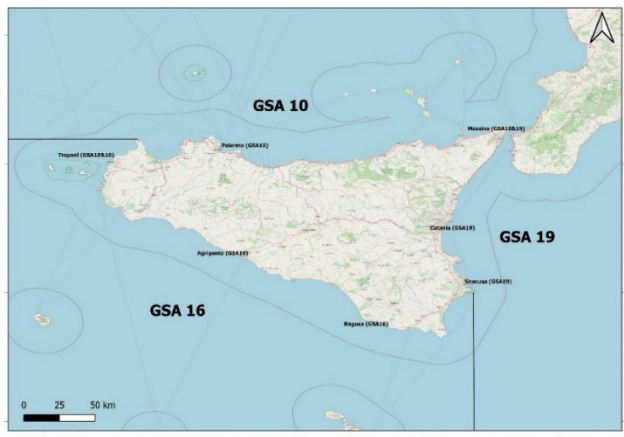 GSA 10
Messina (GSA10&19)
Palermo (GSA10)
Trapani (GSA10&16)
Catania (GSA19)
GSA 19
Agrigento (GSA16)
Siracusa (GSA19)
GSA 16
Ragusa (GSA16)
0 25 50 km